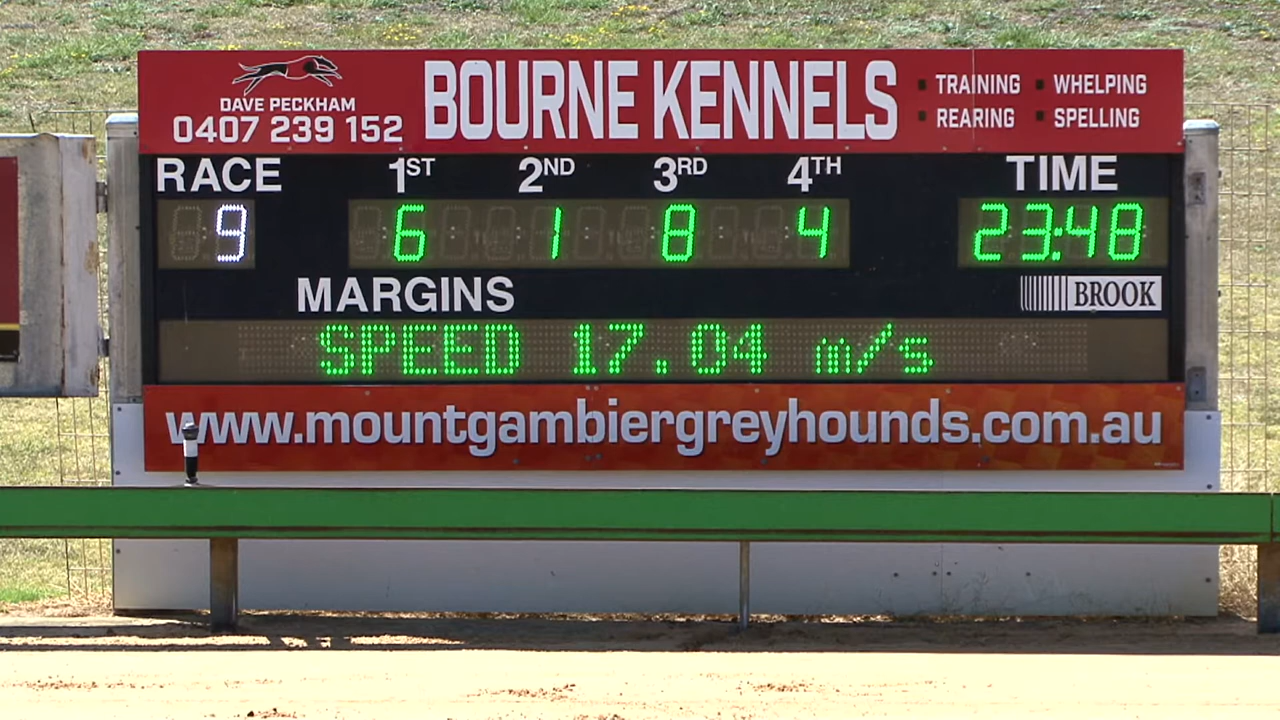 DAVE PECKHAM
0407 239 152
BOURNE KENNELS
TRAINING WHELPING
REARING SPELLING
RACE 1ST 2ND 3RD 4TH TIME
9 6 1 8 4 23:48
MARGINS
BROOK
SPEED 17.04 m/s
www.mountgambiergreyhounds.com.au